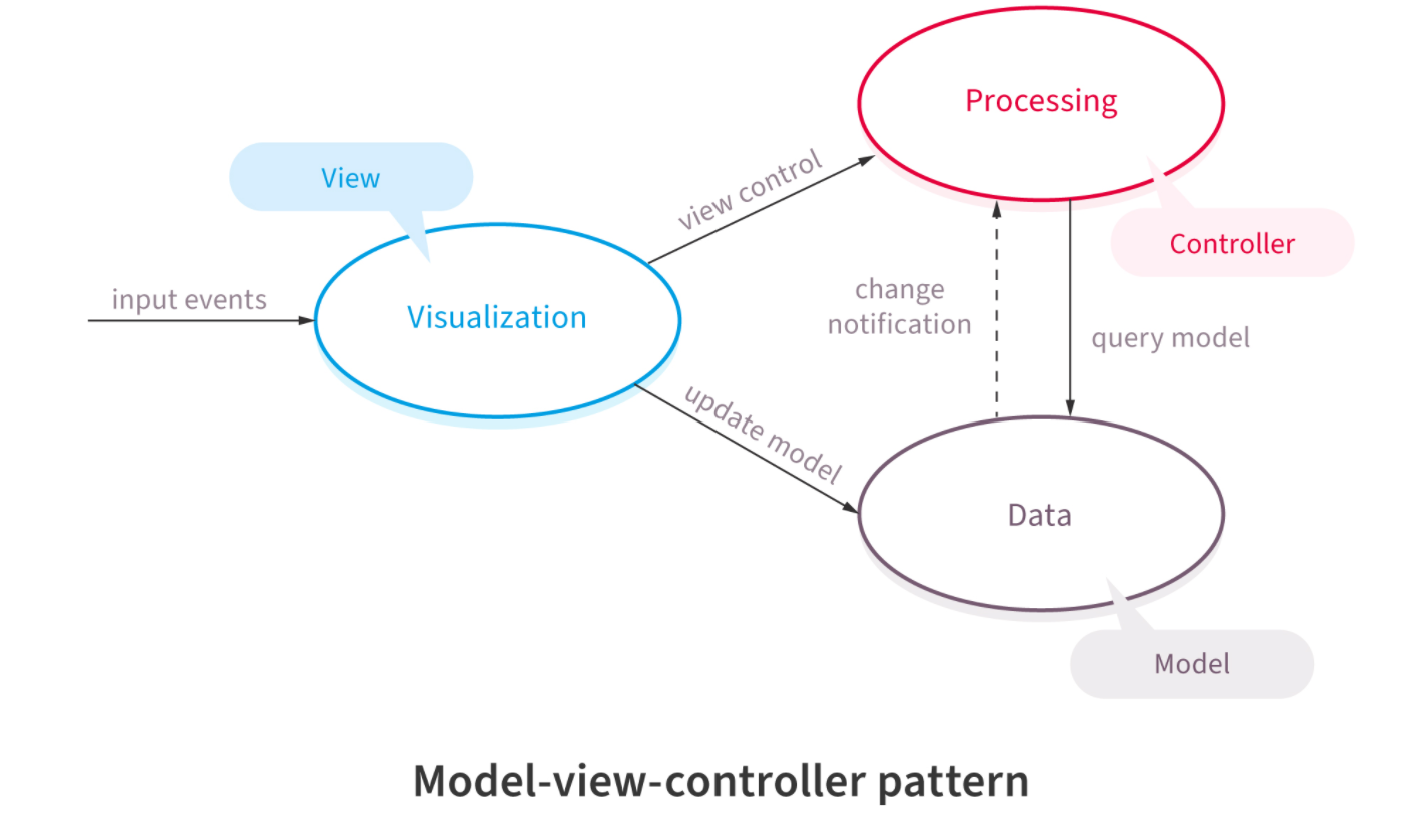 Processing
view control
View
Controller
change
notification
input events
Visualization
query model
update model
Data
Model
Model-view-controller pattern